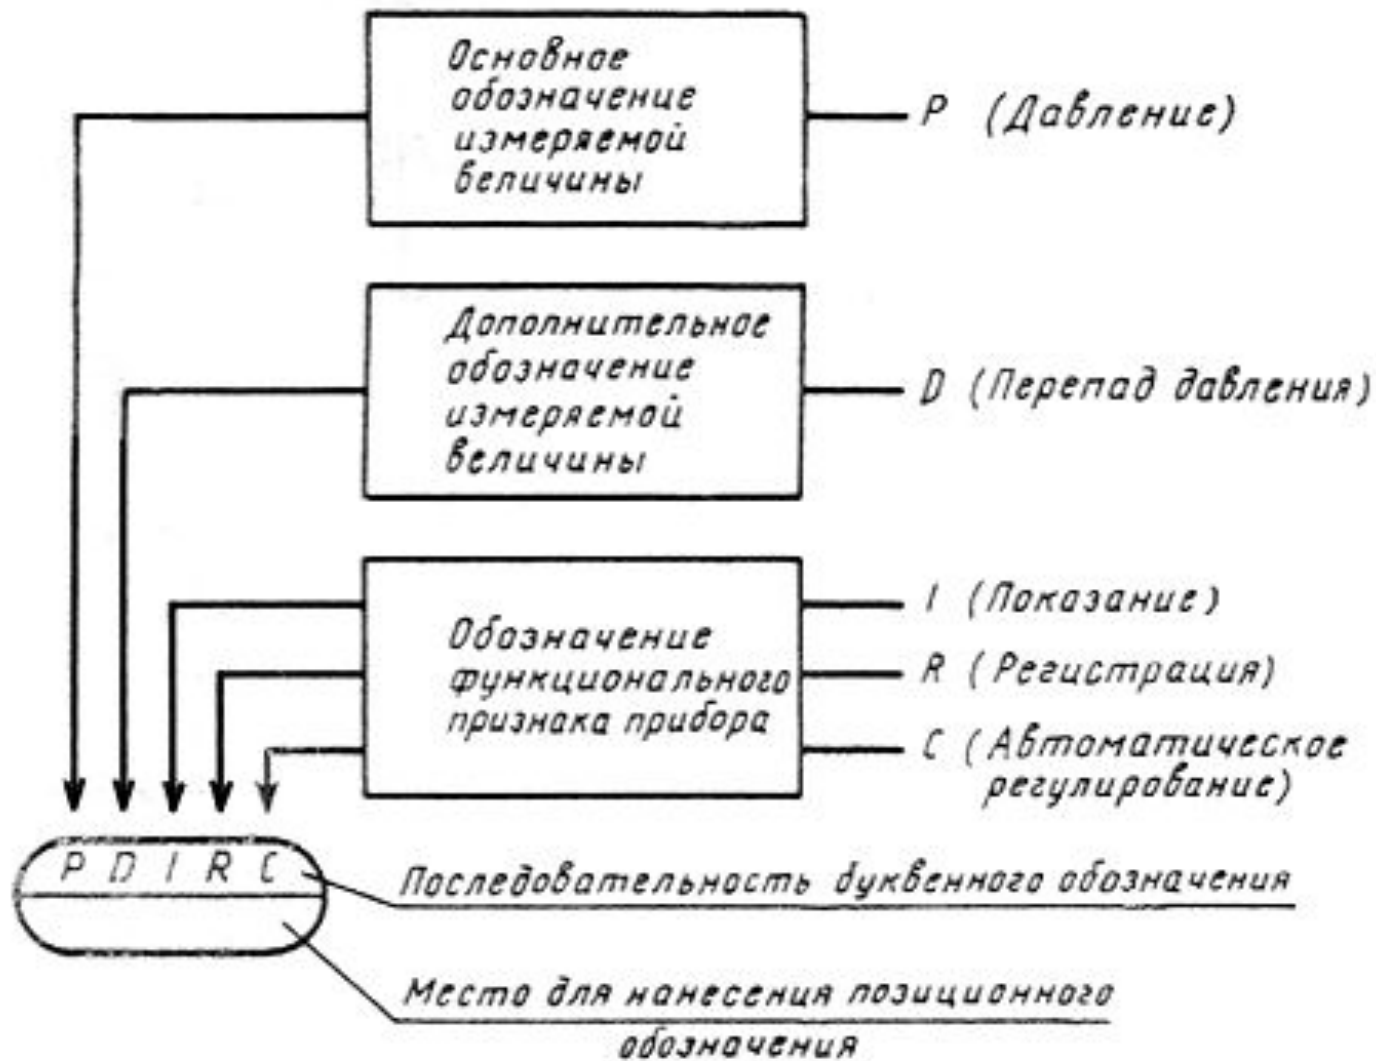 Основное
обозначение
измеряемой
величины
P (Давление)
Дополнительное
обозначение
измеряемой
величины
D (Перепад давления)
Обозначение
функционального
признака прибора
I (Показание)
R (Регистрация)
C (Автоматическое
регулирование)
P D I R C
Последовательность буквенного обозначения
Место для нанесения позиционного
обозначения